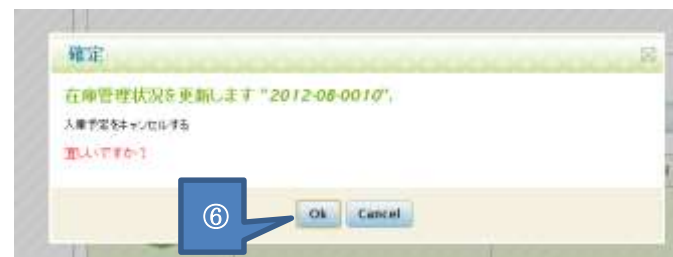 確定
在庫管理状況を更新します "2012-08-0010".
入庫予定をキャンセルする
宜しいですか?
⑥
Ok
Cancel